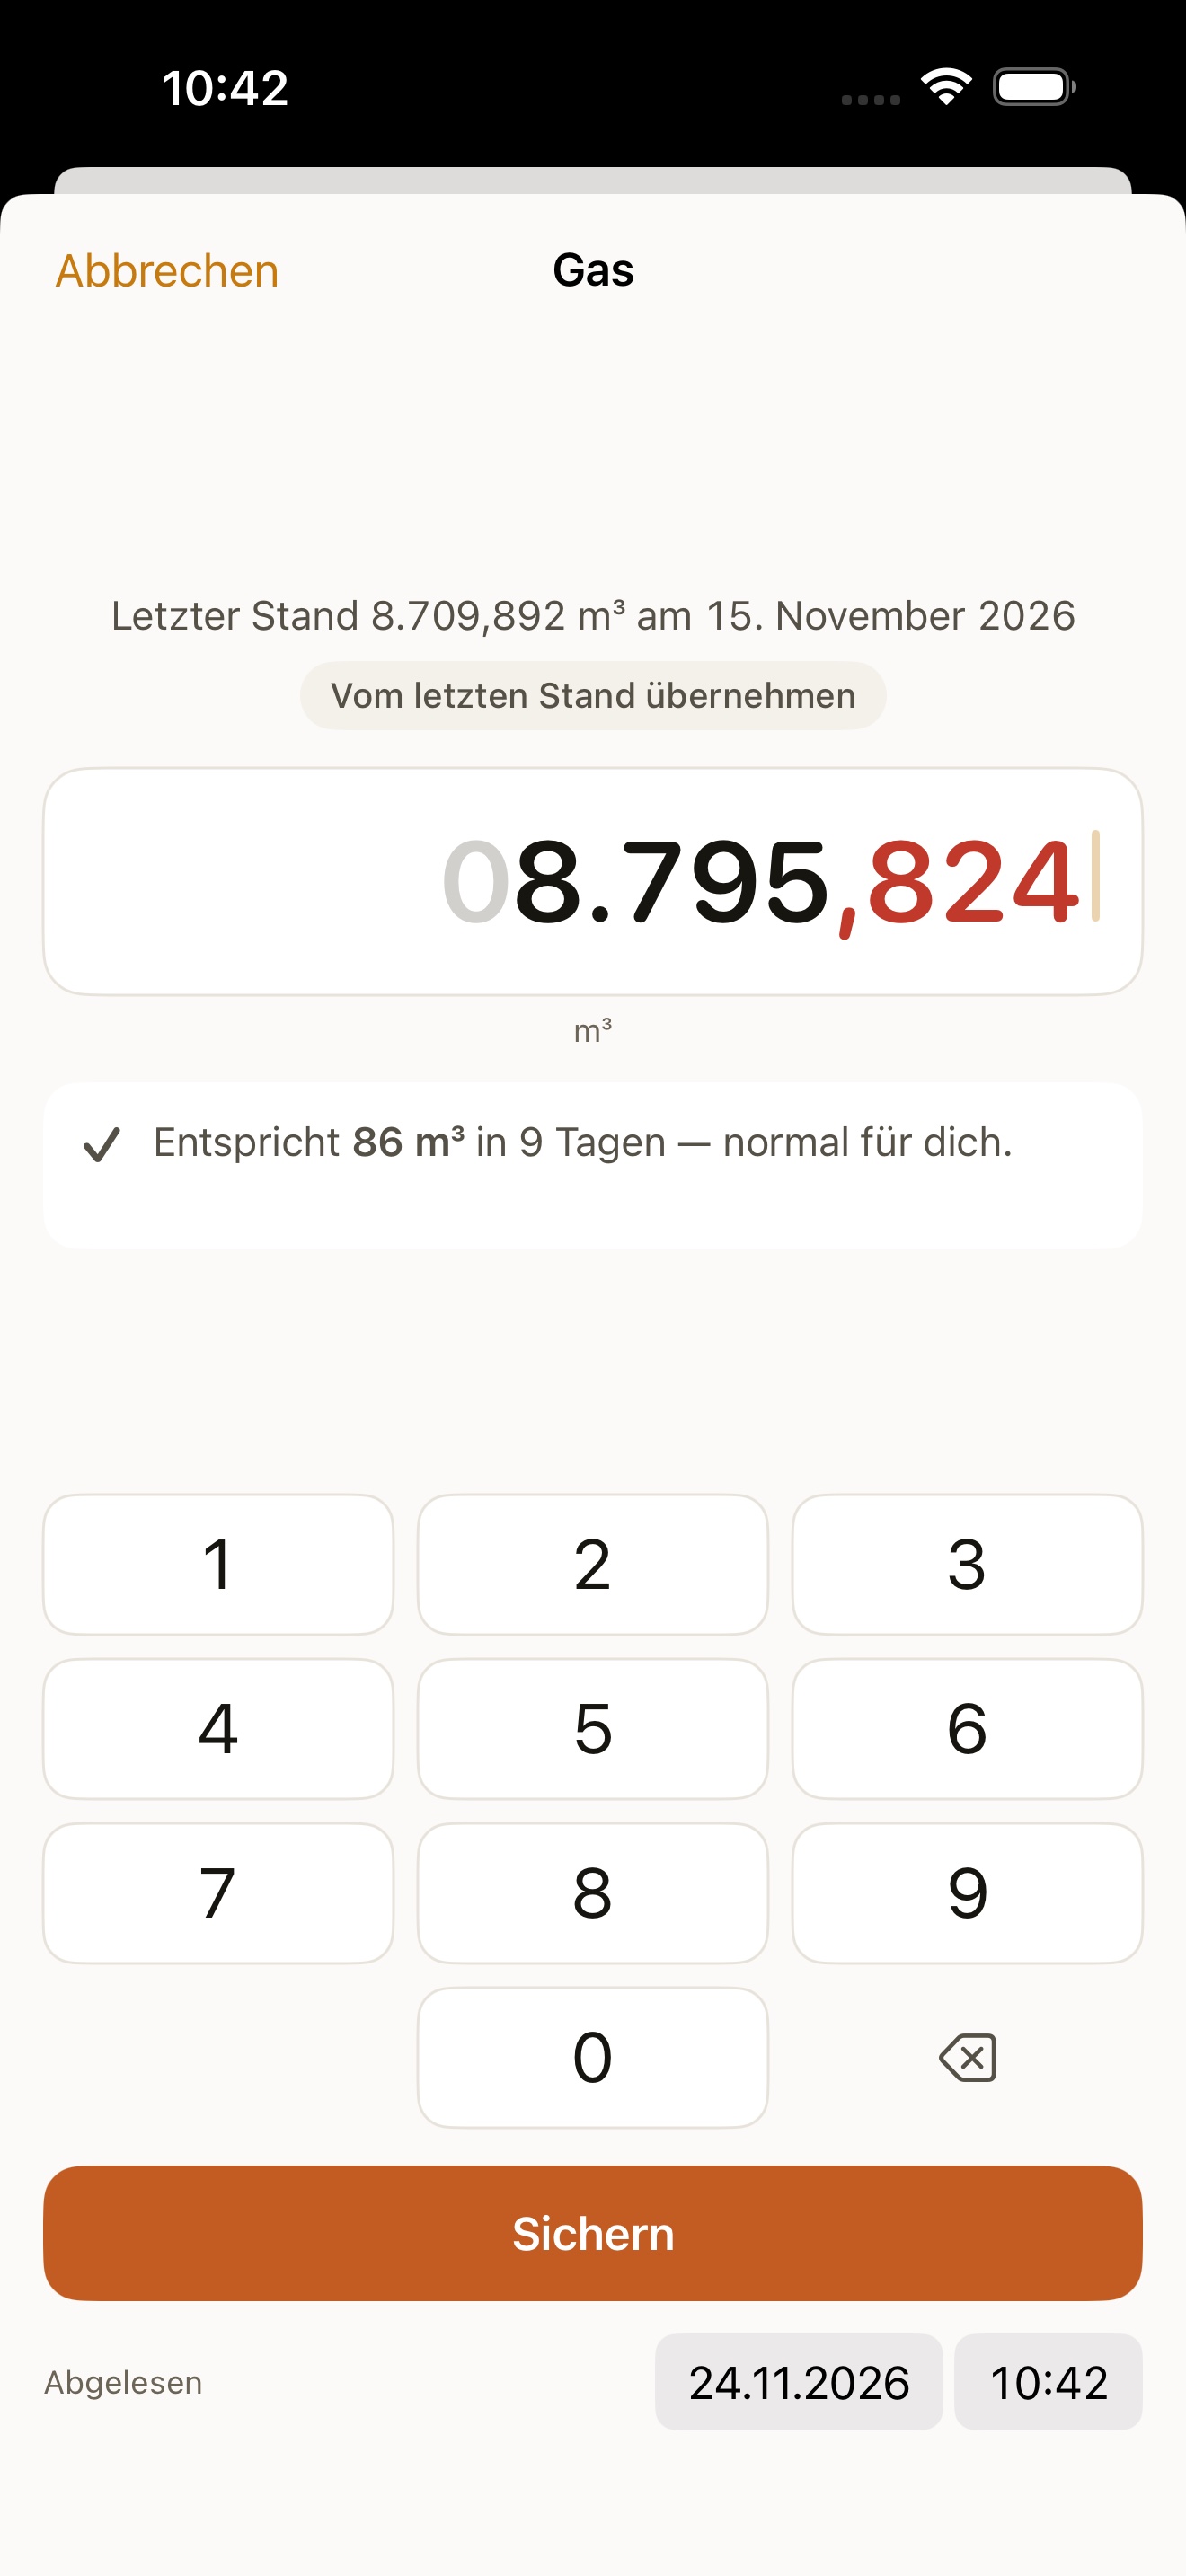 10:42
Abbrechen
Gas
Letzter Stand 8.709,892 m³ am 15. November 2026
Vom letzten Stand übernehmen
08.795,824
m³
Entspricht 86 m³ in 9 Tagen — normal für dich.
1 2 3
4 5 6
7 8 9
0
Sichern
Abgelesen 24.11.2026 10:42